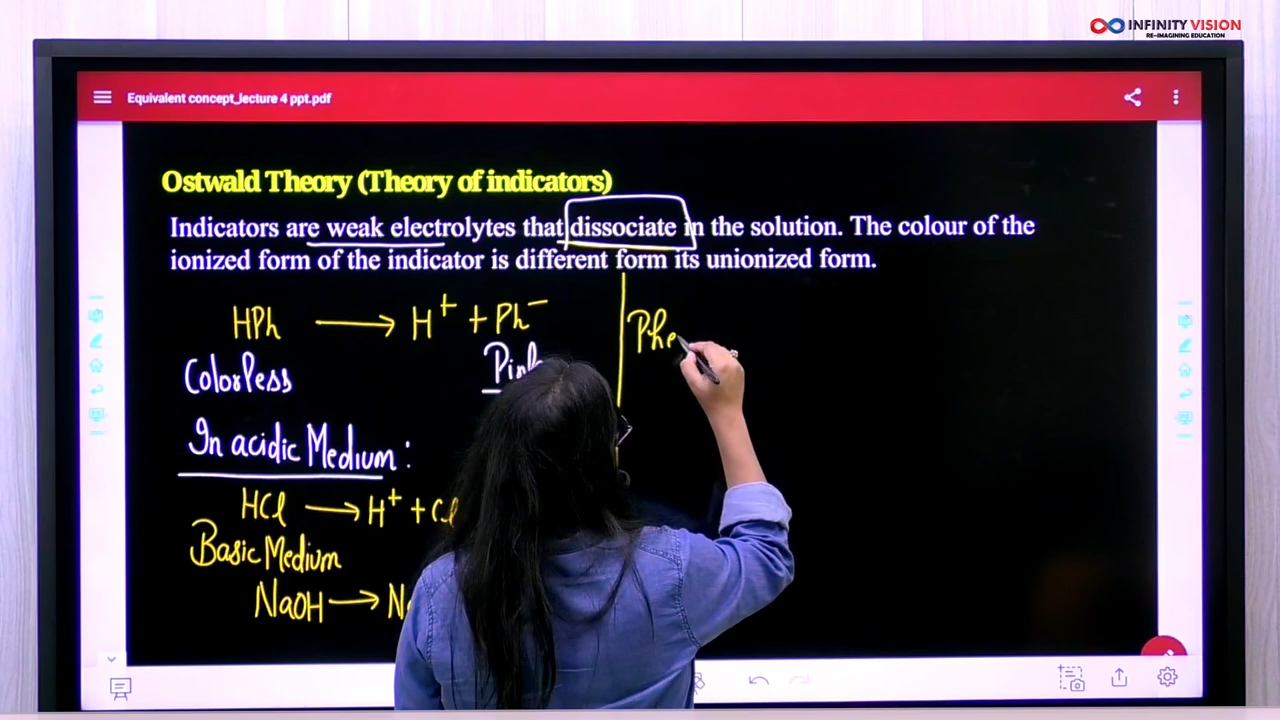 INFINITY VISION
RE-IMAGINING EDUCATION
Equivalent concept_lecture 4 ppt.pdf
Ostwald Theory (Theory of indicators)
Indicators are weak electrolytes that dissociate in the solution. The colour of the
ionized form of the indicator is different form its unionized form.
HPh ⟶ H⁺ + Ph⁻
Colorless
In acidic Medium :
HCl ⟶ H⁺ +
Basic Medium
NaOH ⟶